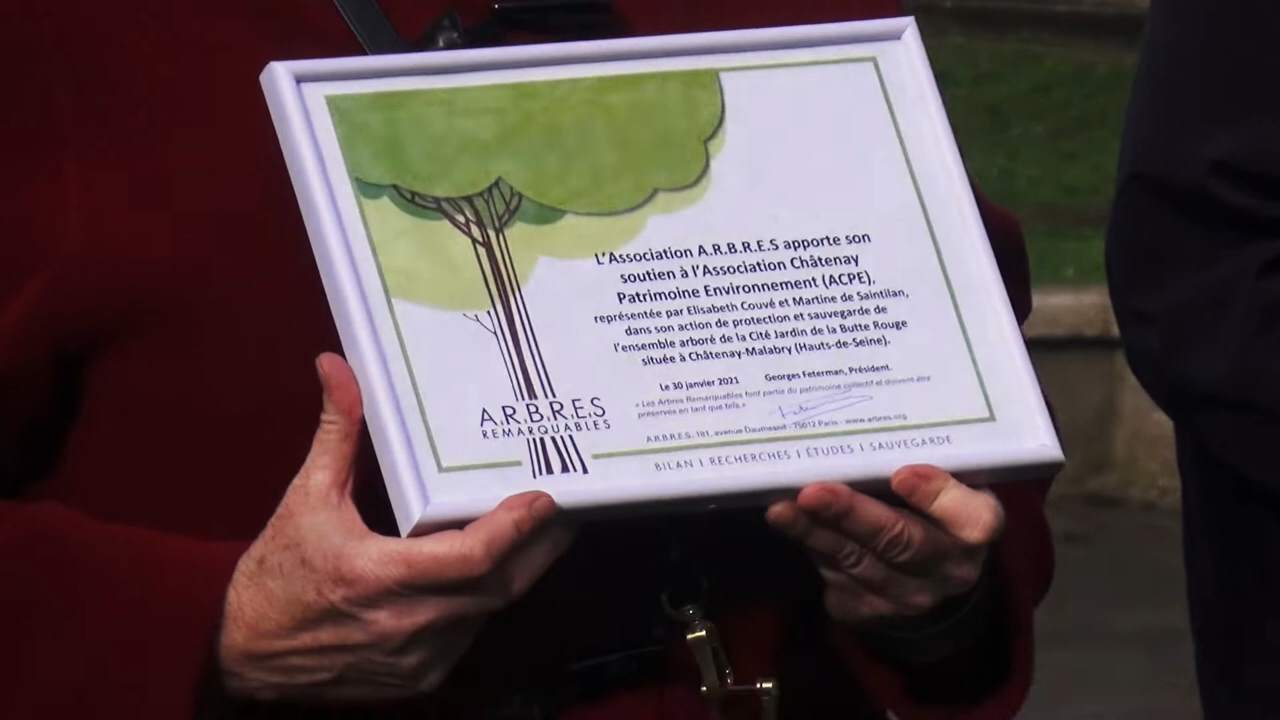 L'Association A.R.B.R.E.S apporte son
soutien à l'Association Châtenay
Patrimoine Environnement (ACPE),
représentée par Elisabeth Couvé et Martine de Saintilan,
dans son action de protection et sauvegarde de
l'ensemble arboré de la Cité Jardin de la Butte Rouge
située à Châtenay-Malabry (Hauts-de-Seine).
Le 30 janvier 2021 Georges Feterman, Président.
« Les Arbres Remarquables font partie du patrimoine collectif et doivent être
préservés en tant que tels. »
A.R.B.R.E.S
REMARQUABLES
A.R.B.R.E.S. 181, avenue Daumesnil - 75012 Paris - www.arbres.org
BILAN I RECHERCHES I ÉTUDES I SAUVEGARDE